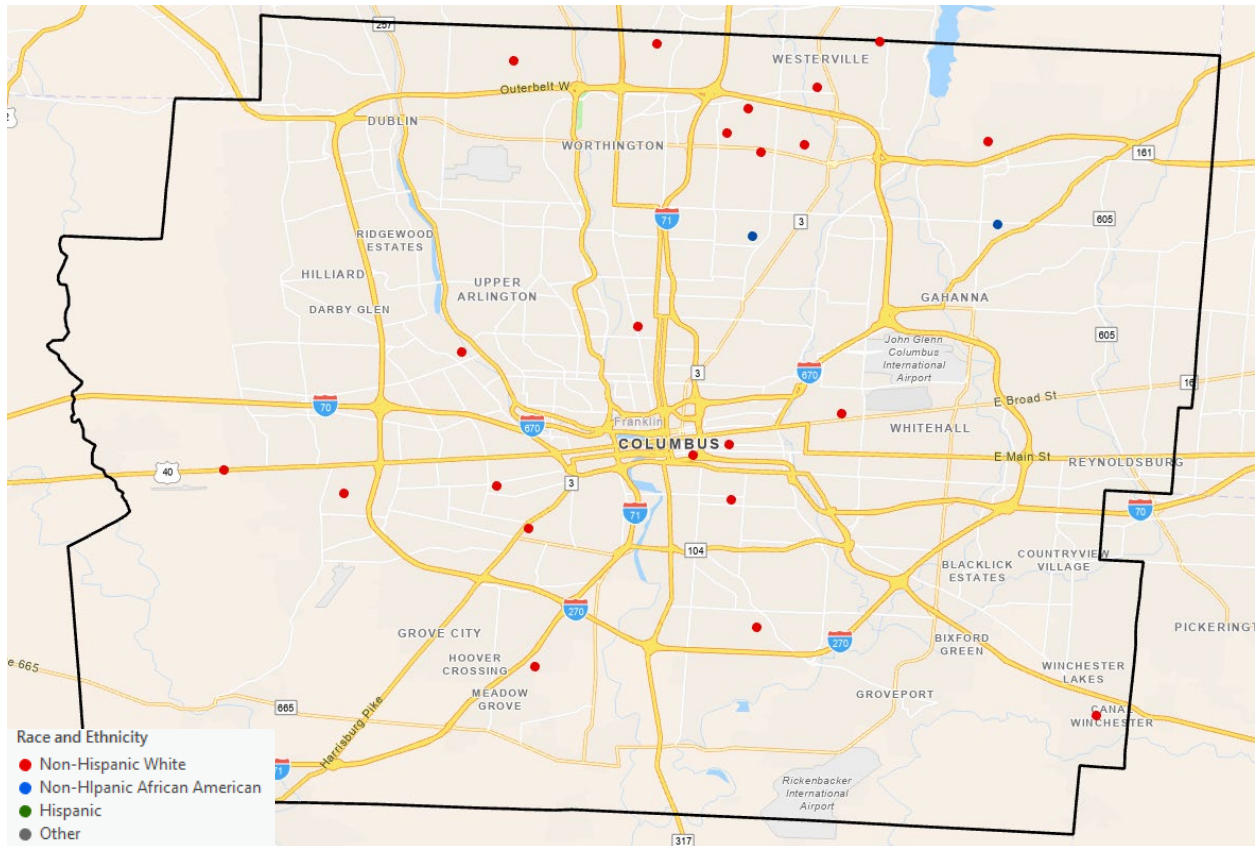 257
WESTERVILLE
Outerbelt W
2
DUBLIN
WORTHINGTON
161
71
3
605
RIDGEWOOD
ESTATES
HILLIARD
UPPER
ARLINGTON
GAHANNA
DARBY GLEN
605
John Glenn
Columbus
International
Airport
3
670
16
70
E Broad St
670
Franklin
WHITEHALL
COLUMBUS
E Main St
REYNOLDSBURG
40
3
71
70
104
COUNTRYVIEW
VILLAGE
BLACKLICK
ESTATES
270
PICKERINGT
GROVE CITY
BIXFORD
GREEN
270
HOOVER
CROSSING
e 665
WINCHESTER
LAKES
MEADOW
GROVE
GROVEPORT
665
CANAL
WINCHESTER
Harrisburg Pike
71
Rickenbacker
International
Airport
317
Race and Ethnicity
Non-Hispanic White
Non-HIpanic African American
Hispanic
Other